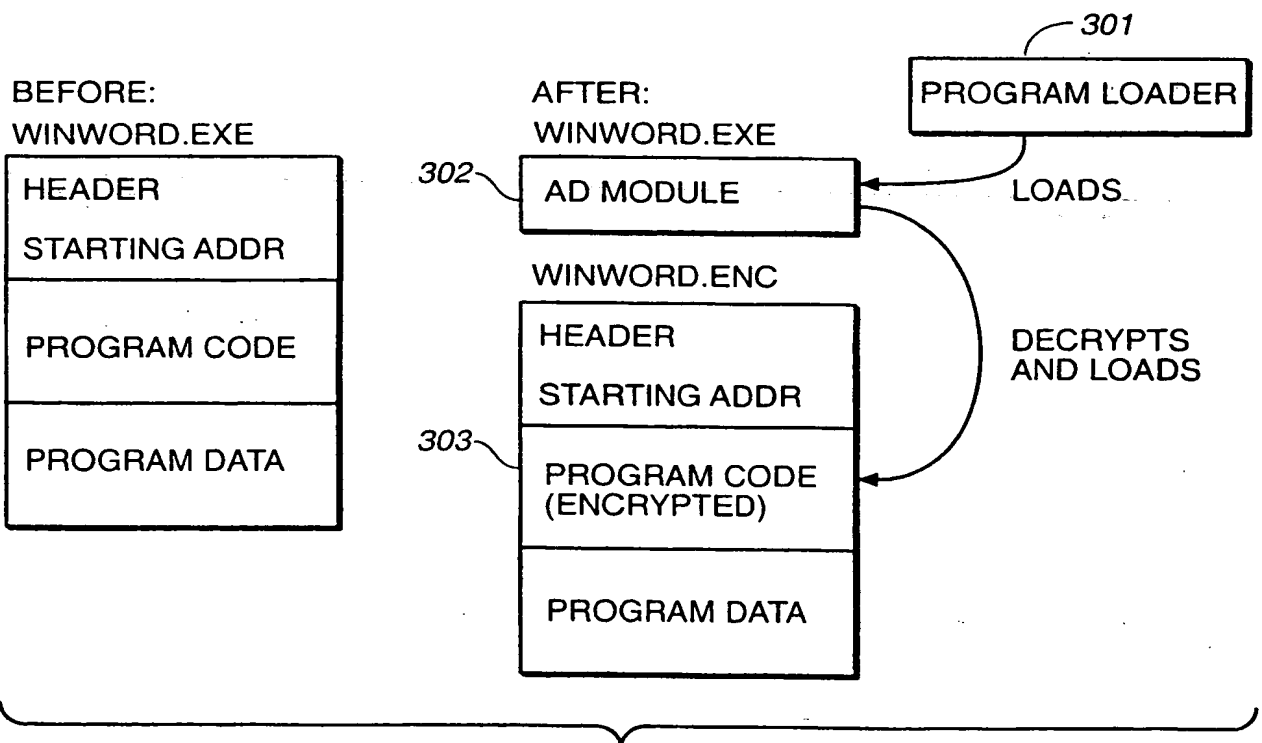 301
PROGRAM LOADER
BEFORE:
WINWORD.EXE
HEADER
STARTING ADDR
PROGRAM CODE
PROGRAM DATA
AFTER:
WINWORD.EXE
302
AD MODULE
LOADS
WINWORD.ENC
HEADER
STARTING ADDR
303
PROGRAM CODE
(ENCRYPTED)
PROGRAM DATA
DECRYPTS
AND LOADS